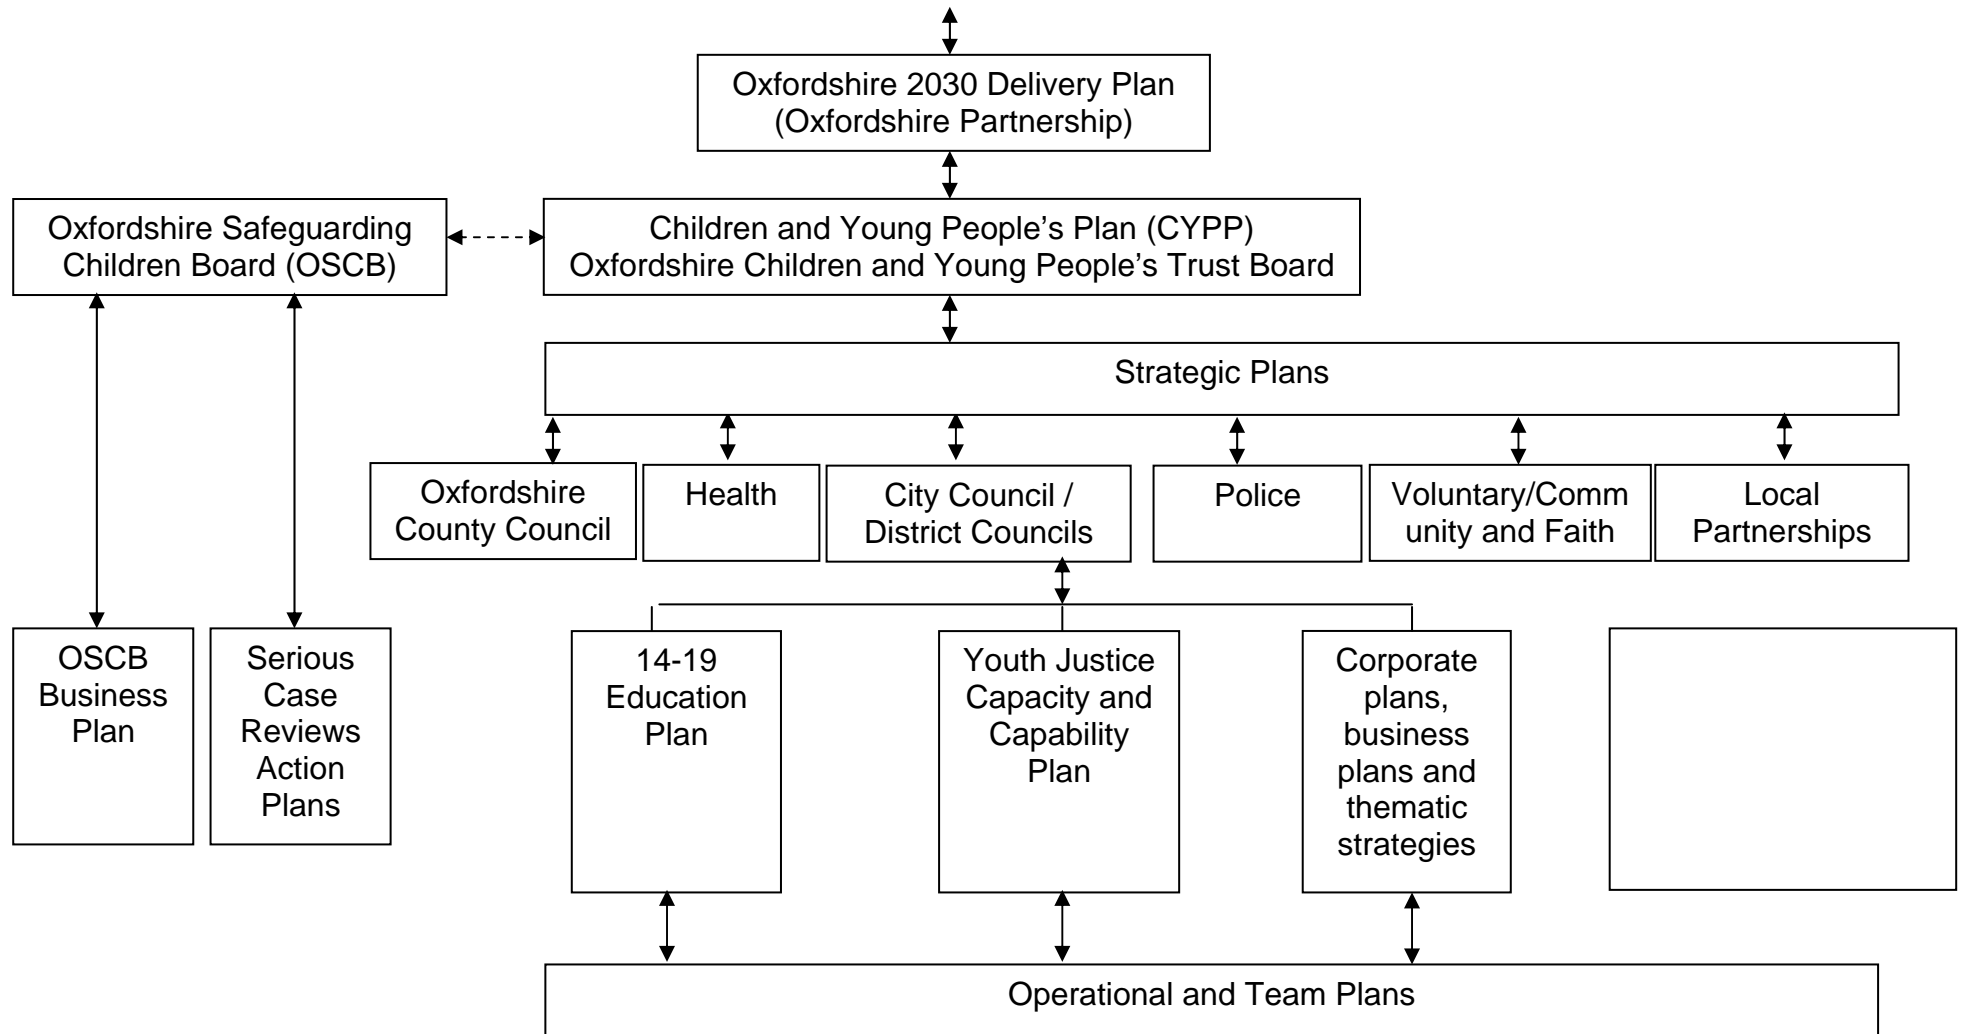 Oxfordshire 2030 Delivery Plan
(Oxfordshire Partnership)
Oxfordshire Safeguarding
Children Board (OSCB)
Children and Young People’s Plan (CYPP)
Oxfordshire Children and Young People’s Trust Board
Strategic Plans
Oxfordshire
County Council
Health
City Council /
District Councils
Police
Voluntary/Comm
unity and Faith
Local
Partnerships
OSCB
Business
Plan
Serious
Case
Reviews
Action
Plans
14-19
Education
Plan
Youth Justice
Capacity and
Capability
Plan
Corporate
plans,
business
plans and
thematic
strategies
Operational and Team Plans